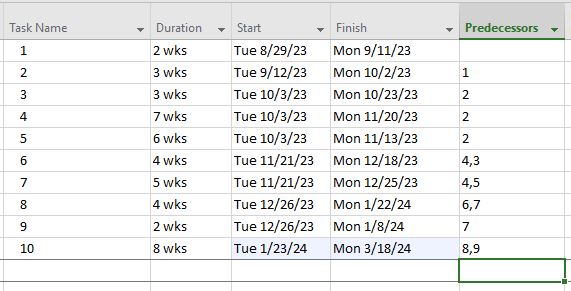 Task Name Duration Start Finish Predecessors
1 2 wks Tue 8/29/23 Mon 9/11/23
2 3 wks Tue 9/12/23 Mon 10/2/23 1
3 3 wks Tue 10/3/23 Mon 10/23/23 2
4 7 wks Tue 10/3/23 Mon 11/20/23 2
5 6 wks Tue 10/3/23 Mon 11/13/23 2
6 4 wks Tue 11/21/23 Mon 12/18/23 4,3
7 5 wks Tue 11/21/23 Mon 12/25/23 4,5
8 4 wks Tue 12/26/23 Mon 1/22/24 6,7
9 2 wks Tue 12/26/23 Mon 1/8/24 7
10 8 wks Tue 1/23/24 Mon 3/18/24 8,9